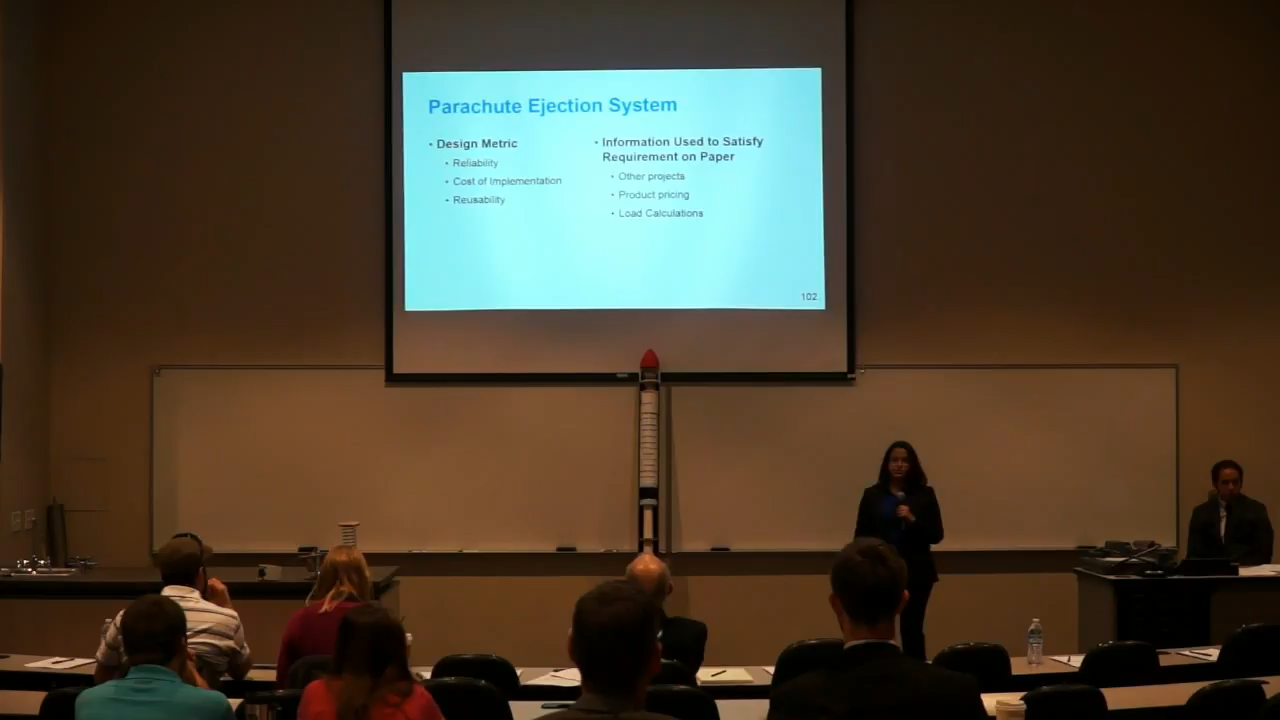 Parachute Ejection System
• Design Metric
• Reliability
• Cost of Implementation
• Reusability
• Information Used to Satisfy
Requirement on Paper
• Other projects
• Product pricing
• Load Calculations
102